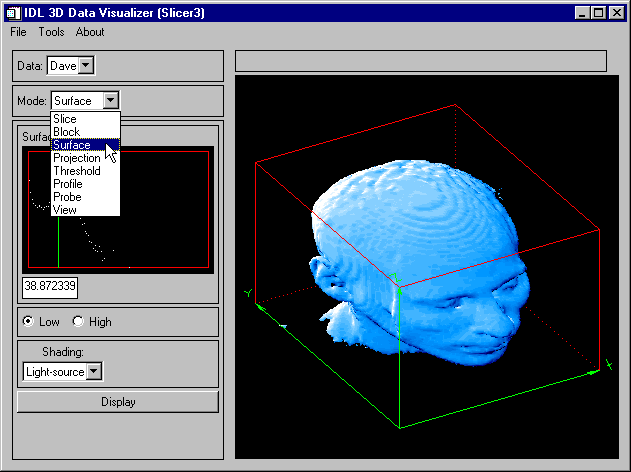 IDL 3D Data Visualizer (Slicer3)
File Tools About
Data: Dave
Mode: Surface
Slice
Block
Surface
Projection
Threshold
Profile
Probe
View
Surfac
38.872339
Low High
Shading:
Light-source
Display
Y
X